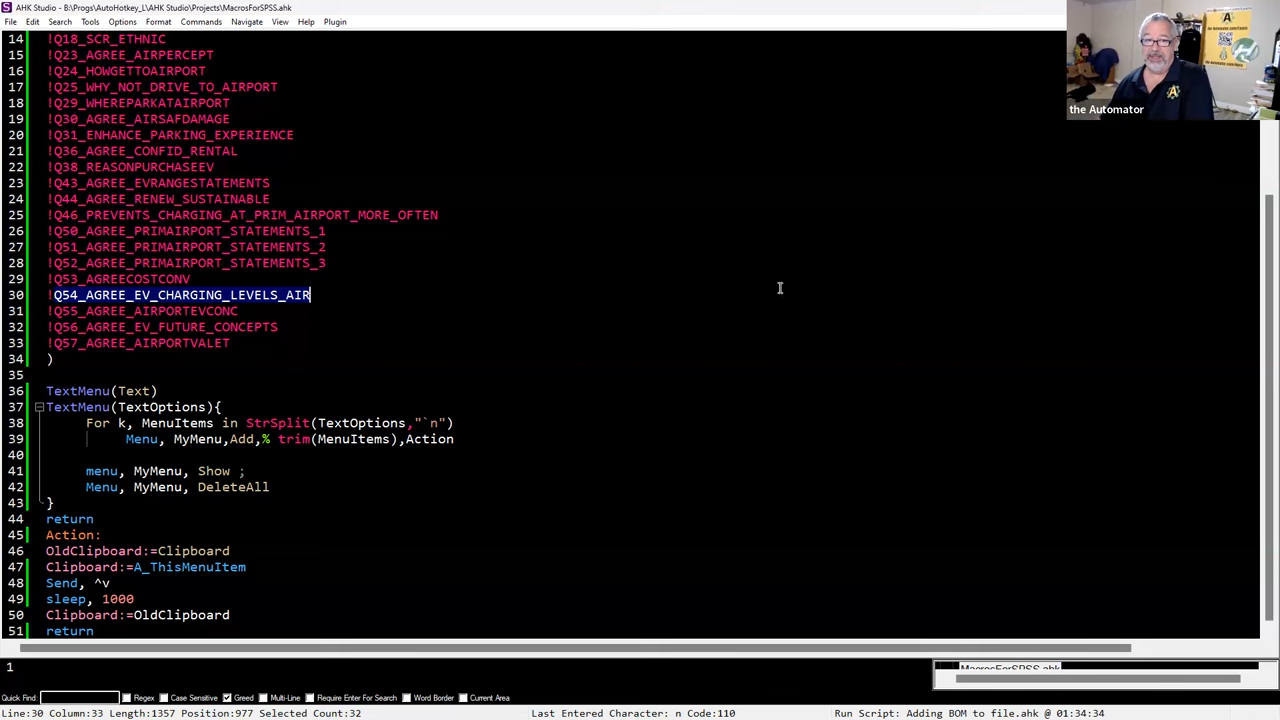 AHK Studio - B:\Progs\AutoHotkey_L\AHK Studio\Projects\MacrosForSPSS.ahk
File Edit Search Tools Options Format Commands Navigate View Help Plugin
14 !Q18_SCR_ETHNIC
15 !Q23_AGREE_AIRPERCEPT
16 !Q24_HOWGETTOAIRPORT
17 !Q25_WHY_NOT_DRIVE_TO_AIRPORT
18 !Q29_WHEREPARKATAIRPORT
19 !Q30_AGREE_AIRSAFDAMAGE
20 !Q31_ENHANCE_PARKING_EXPERIENCE
21 !Q36_AGREE_CONFID_RENTAL
22 !Q38_REASONPURCHASEEV
23 !Q43_AGREE_EVRANGESTATEMENTS
24 !Q44_AGREE_RENEW_SUSTAINABLE
25 !Q46_PREVENTS_CHARGING_AT_PRIM_AIRPORT_MORE_OFTEN
26 !Q50_AGREE_PRIMAIRPORT_STATEMENTS_1
27 !Q51_AGREE_PRIMAIRPORT_STATEMENTS_2
28 !Q52_AGREE_PRIMAIRPORT_STATEMENTS_3
29 !Q53_AGREECOSTCONV
30 !Q54_AGREE_EV_CHARGING_LEVELS_AIR
31 !Q55_AGREE_AIRPORTEVCONC
32 !Q56_AGREE_EV_FUTURE_CONCEPTS
33 !Q57_AGREE_AIRPORTVALET
34 )
35
36 TextMenu(Text)
37 TextMenu(TextOptions){
38 For k, MenuItems in StrSplit(TextOptions,"`n")
39 Menu, MyMenu,Add,% trim(MenuItems),Action
40
41 menu, MyMenu, Show ;
42 Menu, MyMenu, DeleteAll
43 }
44 return
45 Action:
46 OldClipboard:=Clipboard
47 Clipboard:=A_ThisMenuItem
48 Send, ^v
49 sleep, 1000
50 Clipboard:=OldClipboard
51 return
the Automator
1
MacrosForSPSS.ahk
Quick Find: Regex Case Sensitive Greed Multi-Line Require Enter For Search Word Border Current Area
Line:30 Column:33 Length:1357 Position:977 Selected Count:32 Last Entered Character: n Code:110 Run Script: Adding BOM to file.ahk @ 01:34:34